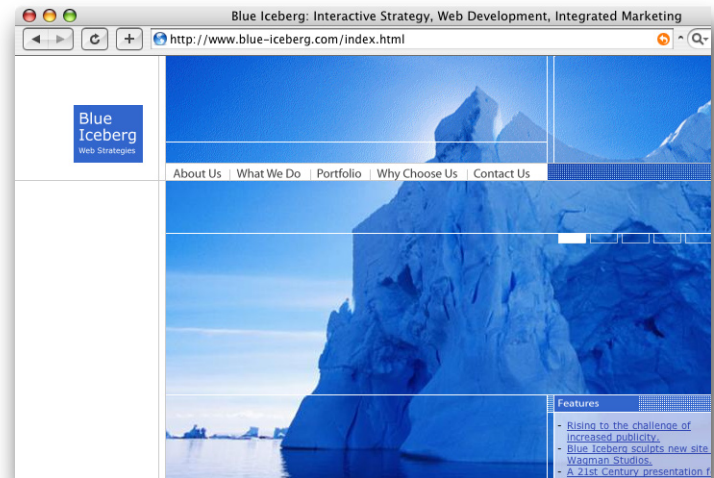 Blue Iceberg: Interactive Strategy, Web Development, Integrated Marketing
http://www.blue-iceberg.com/index.html
Blue
Iceberg
Web Strategies
About Us | What We Do | Portfolio | Why Choose Us | Contact Us
Features
- Rising to the challenge of
increased publicity.
- Blue Iceberg sculpts new site
Wagman Studios.
- A 21st Century presentation f